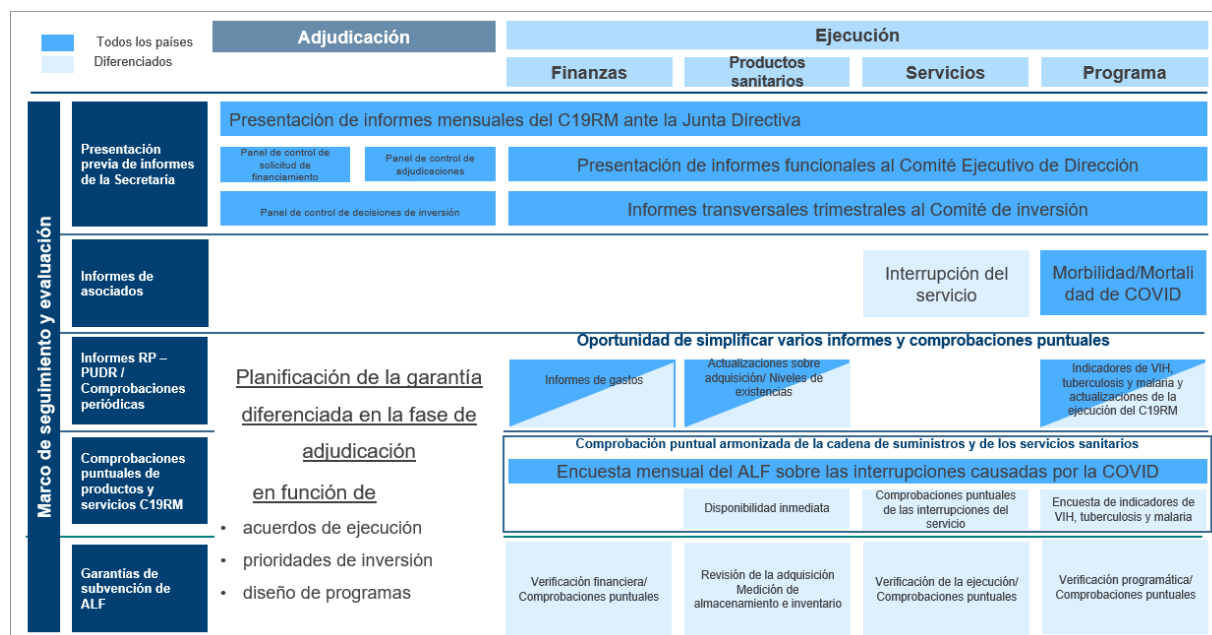 Todos los países
Diferenciados
Adjudicación
Ejecución
Finanzas
Productos
sanitarios
Servicios
Programa
Marco de seguimiento y evaluación
Presentación
previa de informes
de la Secretaría
Presentación de informes mensuales del C19RM ante la Junta Directiva
Panel de control de
solicitud de
financiamiento
Panel de control de
adjudicaciones
Presentación de informes funcionales al Comité Ejecutivo de Dirección
Panel de control de decisiones de inversión
Informes transversales trimestrales al Comité de inversión
Informes de
asociados
Interrupción del
servicio
Morbilidad/Mortali
dad de COVID
Oportunidad de simplificar varios informes y comprobaciones puntuales
Informes RP –
PUDR /
Comprobaciones
periódicas
Planificación de la garantía
diferenciada en la fase de
adjudicación
en función de
• acuerdos de ejecución
• prioridades de inversión
• diseño de programas
Informes de gastos
Actualizaciones sobre
adquisición/ Niveles de
existencias
Indicadores de VIH,
tuberculosis y malaria y
actualizaciones de la
ejecución del C19RM
Comprobaciones
puntuales de
productos y
servicios C19RM
Comprobación puntual armonizada de la cadena de suministros y de los servicios sanitarios
Encuesta mensual del ALF sobre las interrupciones causadas por la COVID
Disponibilidad inmediata
Comprobaciones puntuales
de las interrupciones del
servicio
Encuesta de indicadores de
VIH, tuberculosis y malaria
Garantías de
subvención de
ALF
Verificación financiera/
Comprobaciones puntuales
Revisión de la adquisición
Medición de
almacenamiento e inventario
Verificación de la ejecución/
Comprobaciones puntuales
Verificación programática/
Comprobaciones puntuales